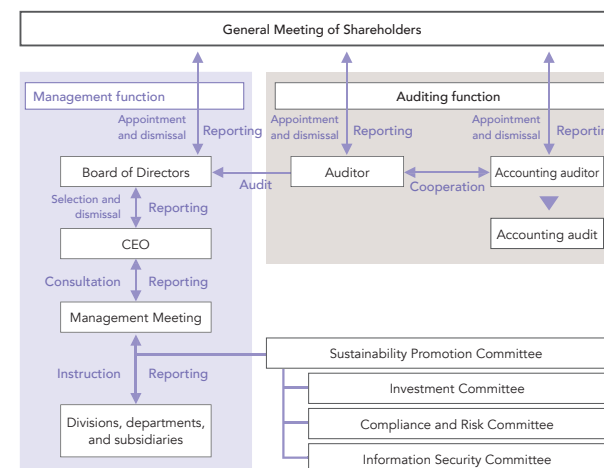 General Meeting of Shareholders
Management function
Auditing function
Appointment
and dismissal
Reporting
Appointment
and dismissal
Reporting
Appointment
and dismissal
Reportin
Board of Directors
Audit
Auditor
Cooperation
Accounting auditor
Selection and
dismissal
Reporting
Accounting audit
CEO
Consultation
Reporting
Management Meeting
Sustainability Promotion Committee
Instruction
Reporting
Investment Committee
Divisions, departments,
and subsidiaries
Compliance and Risk Committee
Information Security Committee